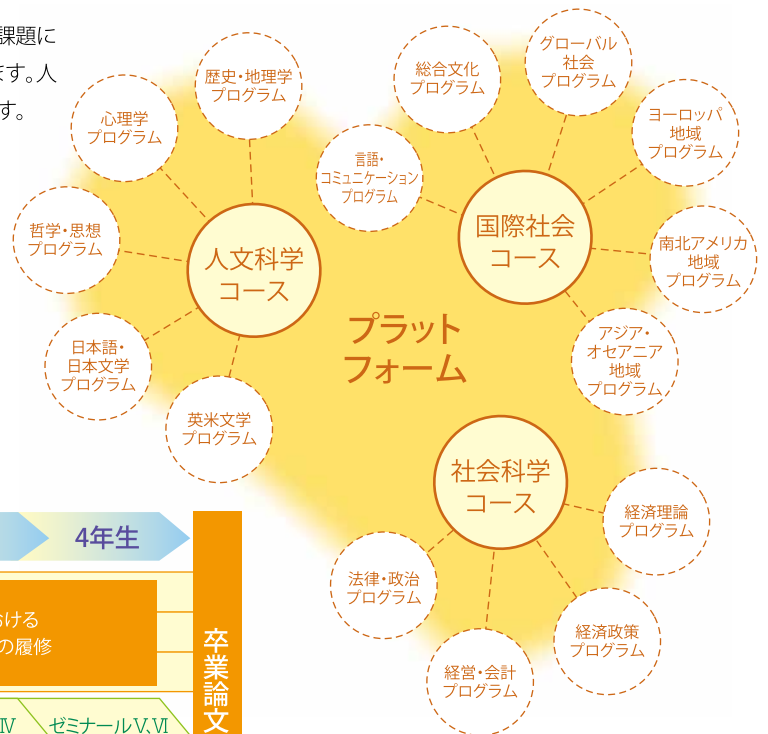 課題に
ます。人
す。
歴史・地理学
プログラム
心理学
プログラム
哲学・思想
プログラム
日本語・
日本文学
プログラム
英米文学
プログラム
人文科学
コース
総合文化
プログラム
グローバル
社会
プログラム
ヨーロッパ
地域
プログラム
言語・
コミュニケーション
プログラム
国際社会
コース
南北アメリカ
地域
プログラム
アジア・
オセアニア
地域
プログラム
プラット
フォーム
社会科学
コース
経済理論
プログラム
法律・政治
プログラム
経済政策
プログラム
経営・会計
プログラム
4年生
ける
の履修
卒業論文
Ⅳ
ゼミナールⅤ、Ⅵ